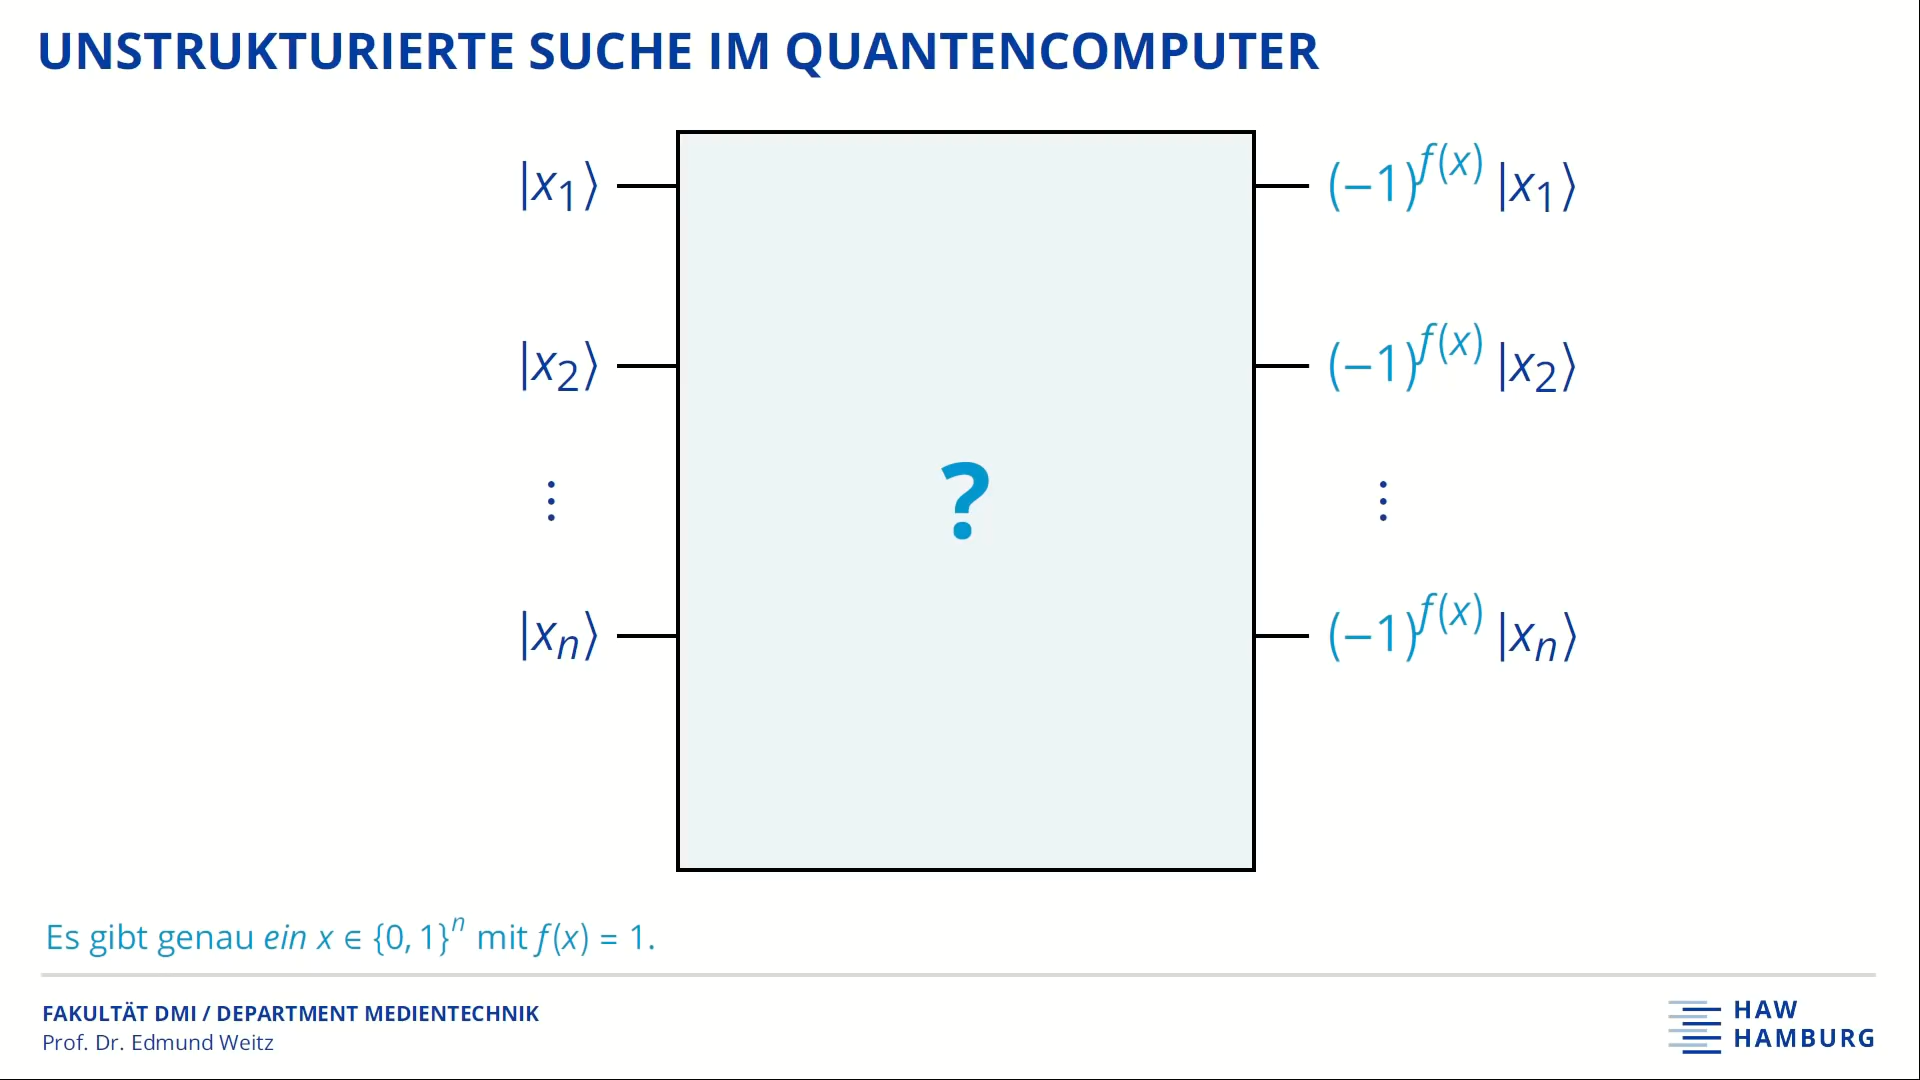 UNSTRUKTURIERTE SUCHE IM QUANTENCOMPUTER
|x₁⟩ (−1)^f(x) |x₁⟩
|x₂⟩ (−1)^f(x) |x₂⟩
?
⋮ ⋮
|xₙ⟩ (−1)^f(x) |xₙ⟩
Es gibt genau ein x ∈ {0, 1}ⁿ mit f(x) = 1.
FAKULTÄT DMI / DEPARTMENT MEDIENTECHNIK
Prof. Dr. Edmund Weitz
HAW
HAMBURG